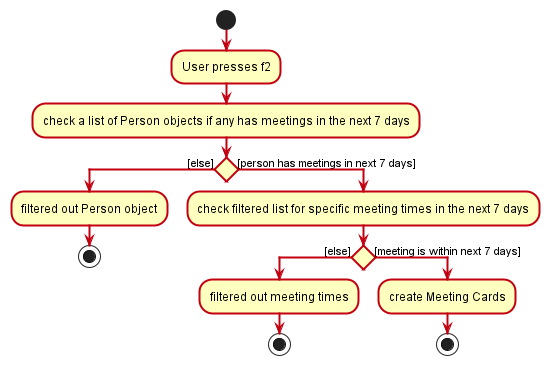 User presses f2
check a list of Person objects if any has meetings in the next 7 days
[else]
[person has meetings in next 7 days]
filtered out Person object
check filtered list for specific meeting times in the next 7 days
[else]
[meeting is within next 7 days]
filtered out meeting times
create Meeting Cards